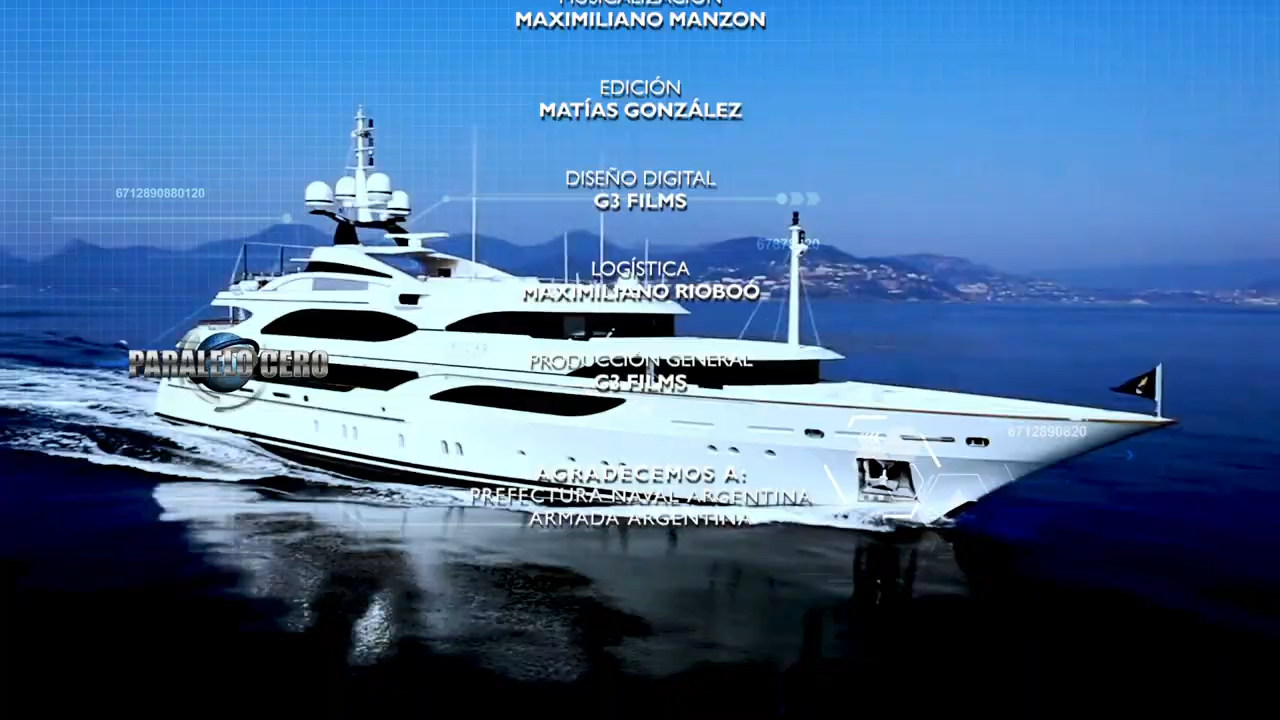 MUSICALIZACIÓN
MAXIMILIANO MANZON
EDICIÓN
MATÍAS GONZÁLEZ
DISEÑO DIGITAL
G3 FILMS
6712890880120
LOGÍSTICA
MAXIMILIANO RIOBOÓ
PARALELO CERO
PRODUCCIÓN GENERAL
G3 FILMS
6712890820
AGRADECEMOS A:
PREFECTURA NAVAL ARGENTINA
ARMADA ARGENTINA